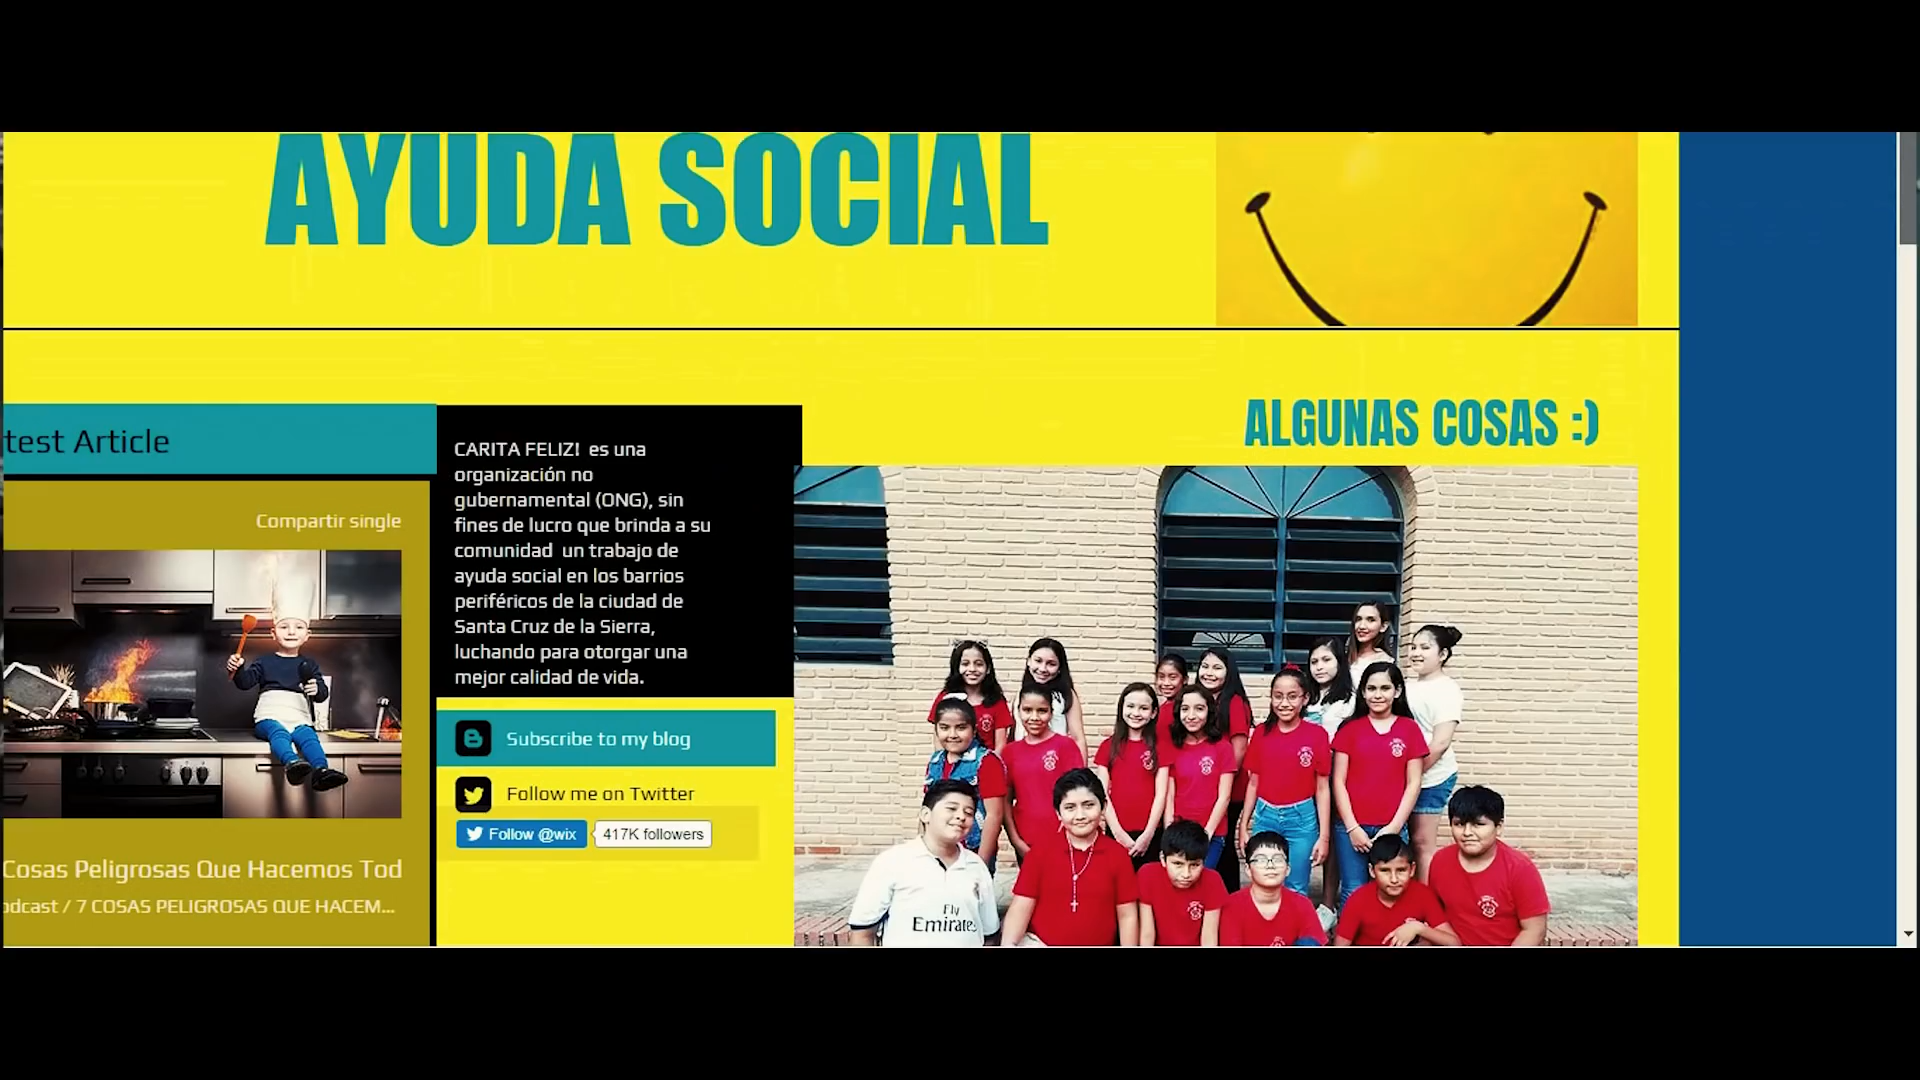 AYUDA SOCIAL
ALGUNAS COSAS :)
test Article
Compartir single
Cosas Peligrosas Que Hacemos Tod
odcast / 7 COSAS PELIGROSAS QUE HACEM...
CARITA FELIZ!  es una
organización no
gubernamental (ONG), sin
fines de lucro que brinda a su
comunidad  un trabajo de
ayuda social en los barrios
periféricos de la ciudad de
Santa Cruz de la Sierra,
luchando para otorgar una
mejor calidad de vida.
Subscribe to my blog
Follow me on Twitter
Follow @wix
417K followers
Fly
Emirates